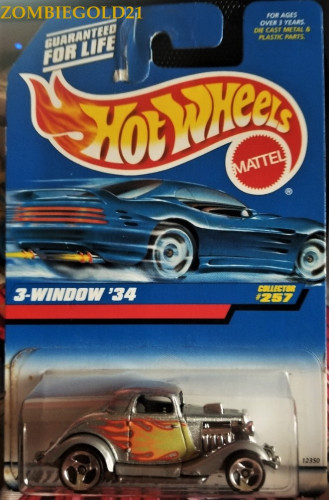 ZOMBIEGOLD21
GUARANTEED
FOR LIFE
FOR AGES
OVER 3 YEARS.
DIE CAST METAL &
PLASTIC PARTS.
HOT WHEELS
MATTEL
®
3-WINDOW '34
COLLECTOR
#257
12350